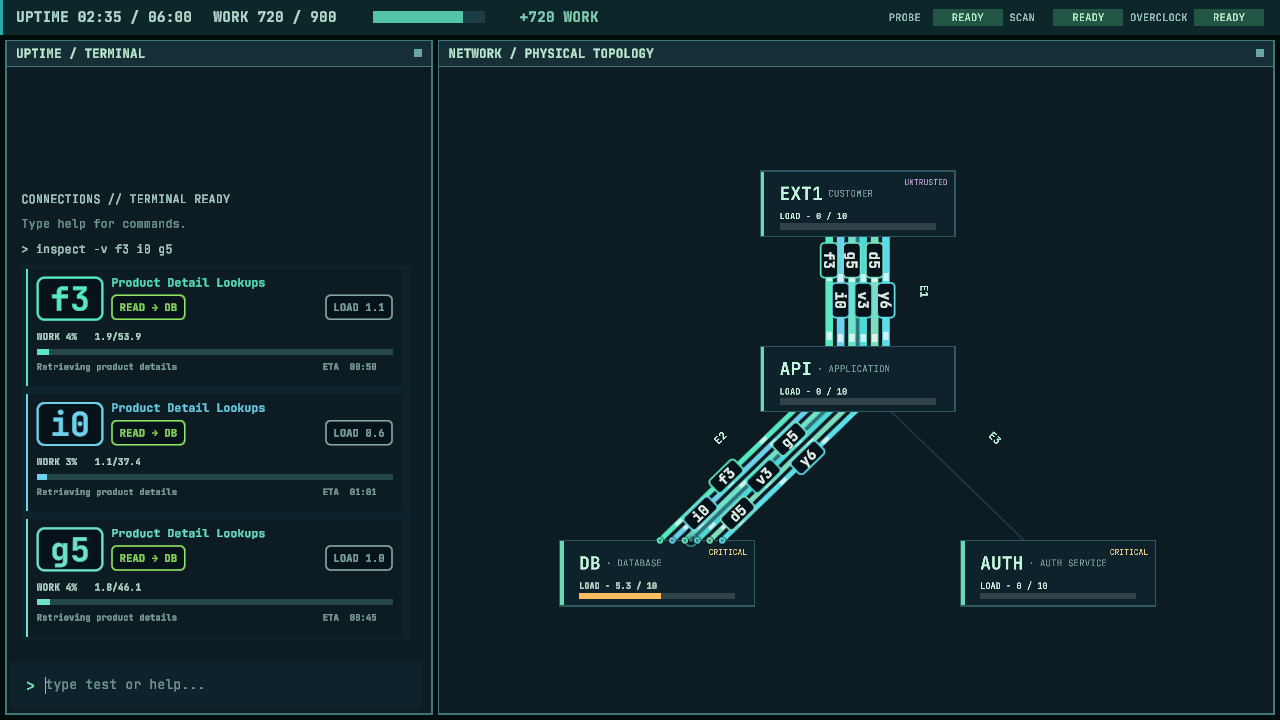 UPTIME 02:35 / 06:00 WORK 720 / 900 +720 WORK PROBE READY SCAN READY OVERCLOCK READY
UPTIME / TERMINAL
CONNECTIONS // TERMINAL READY
Type help for commands.
> inspect -v f3 i0 g5
f3 Product Detail Lookups
READ → DB LOAD 1.1
WORK 4% 1.9/53.9
Retrieving product details ETA 00:50
i0 Product Detail Lookups
READ → DB LOAD 0.6
WORK 3% 1.1/37.4
Retrieving product details ETA 01:01
g5 Product Detail Lookups
READ → DB LOAD 1.0
WORK 4% 1.8/46.1
Retrieving product details ETA 00:45
> type test or help...
NETWORK / PHYSICAL TOPOLOGY
UNTRUSTED
EXT1 CUSTOMER
LOAD - 0 / 10
f3 g5 d5
i0 v3 y6
E1
API · APPLICATION
LOAD - 0 / 10
E2
E3
g5
y6
f3
v3
i0
d5
CRITICAL
DB · DATABASE
LOAD - 5.3 / 10
CRITICAL
AUTH · AUTH SERVICE
LOAD - 0 / 10